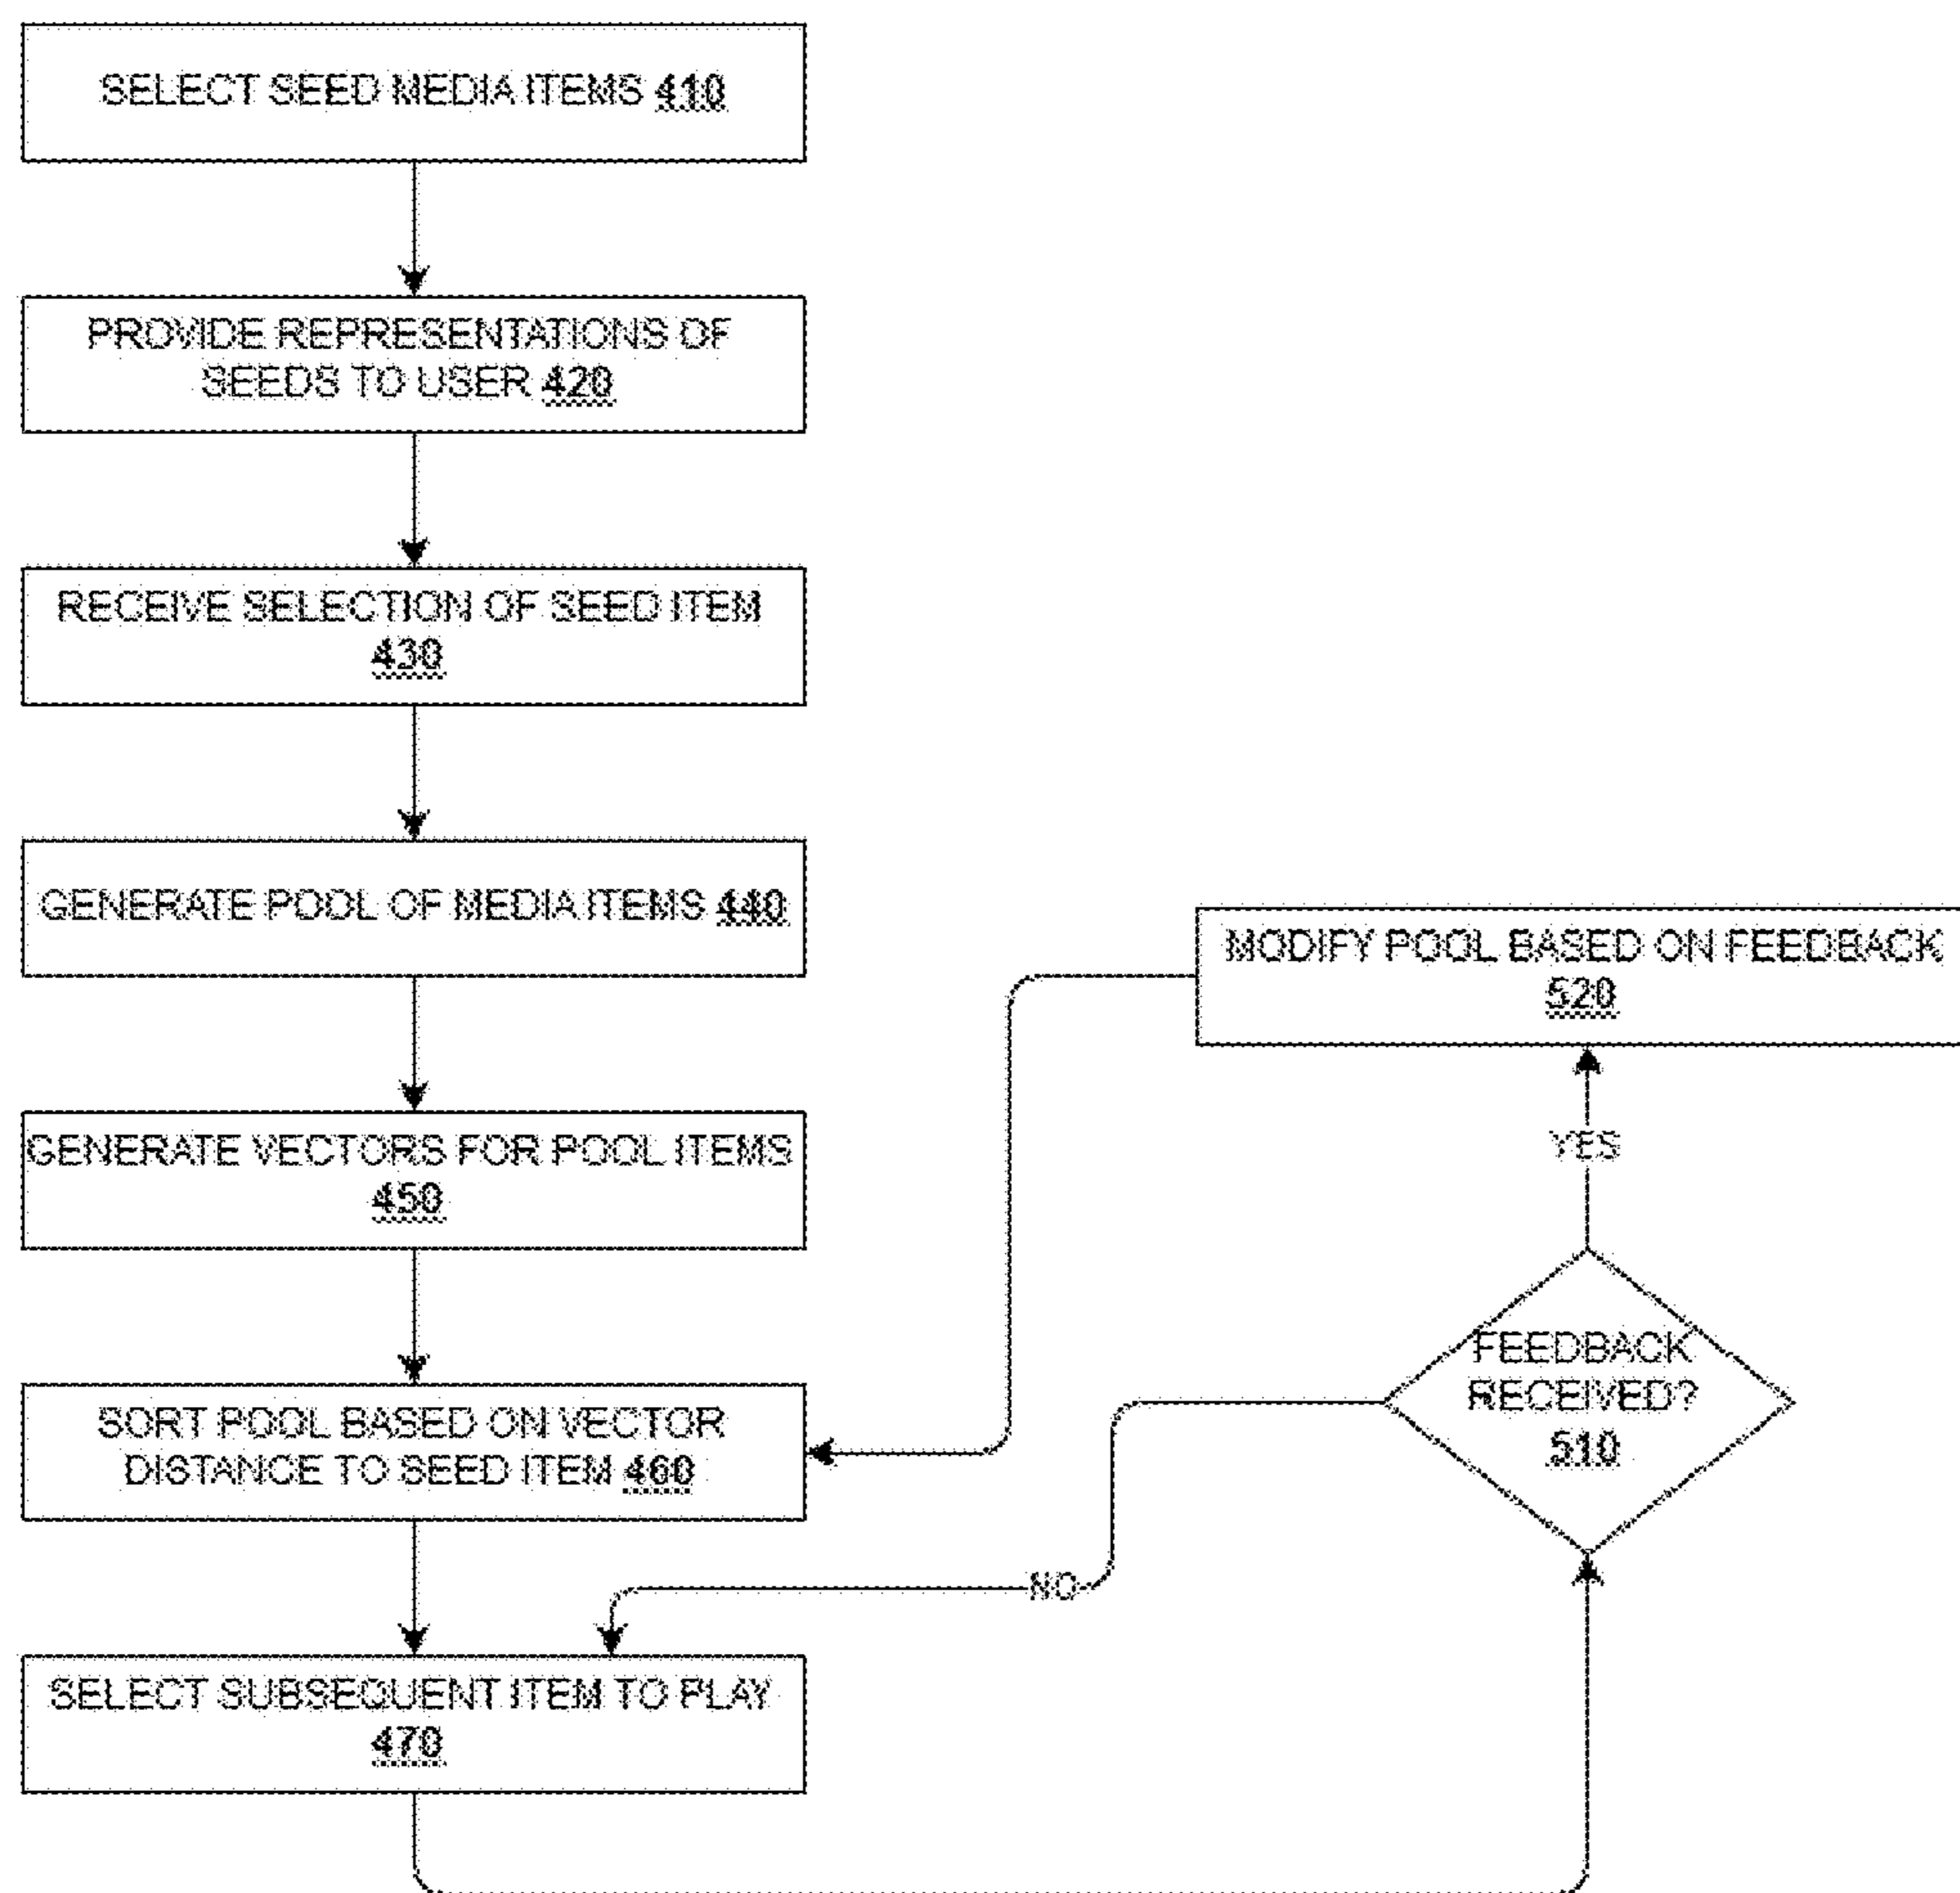 SELECT SEED MEDIA ITEMS 410
PROVIDE REPRESENTATIONS OF
SEEDS TO USER 420
RECEIVE SELECTION OF SEED ITEM
430
GENERATE POOL OF MEDIA ITEMS 440
GENERATE VECTORS FOR POOL ITEMS
450
SORT POOL BASED ON VECTOR
DISTANCE TO SEED ITEM 460
SELECT SUBSEQUENT ITEM TO PLAY
470
MODIFY POOL BASED ON FEEDBACK
520
YES
FEEDBACK
RECEIVED?
510
NO